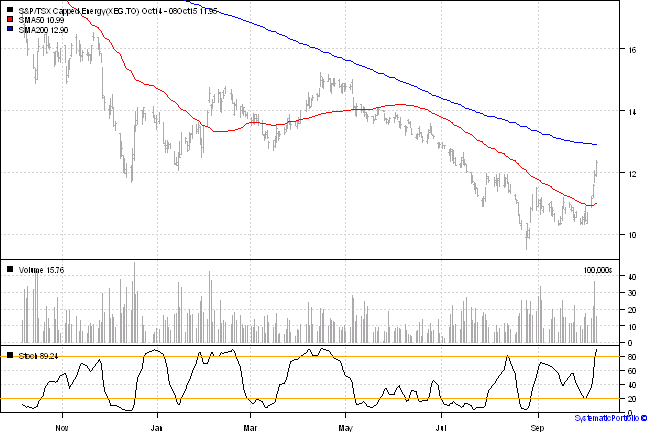 S&P/TSX Capped Energy(XEG.TO) Oct14 - 08Oct15 11.95
SMA50 10.99
SMA200 12.90
16
14
12
10
Volume 15.76
100,000s
40
30
20
10
0
Stoch 89.24
80
60
40
20
0
Nov
Jan
Mar
May
Jul
Sep
SystematicPortfolio ©